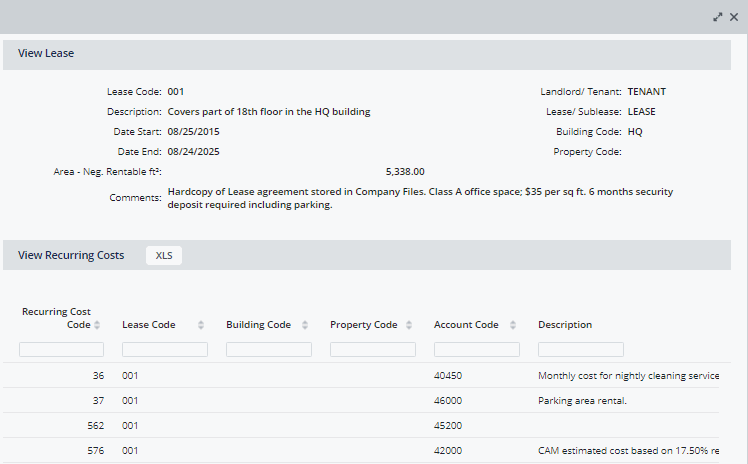 View Lease
Lease Code: 001
Landlord/ Tenant: TENANT
Description: Covers part of 18th floor in the HQ building
Lease/ Sublease: LEASE
Date Start: 08/25/2015
Building Code: HQ
Date End: 08/24/2025
Property Code:
Area - Neg. Rentable ft²: 5,338.00
Comments: Hardcopy of Lease agreement stored in Company Files. Class A office space; $35 per sq ft. 6 months security
deposit required including parking.
View Recurring Costs XLS
Recurring Cost
Code Lease Code Building Code Property Code Account Code Description
36 001 40450 Monthly cost for nightly cleaning service
37 001 46000 Parking area rental.
562 001 45200
576 001 42000 CAM estimated cost based on 17.50% re